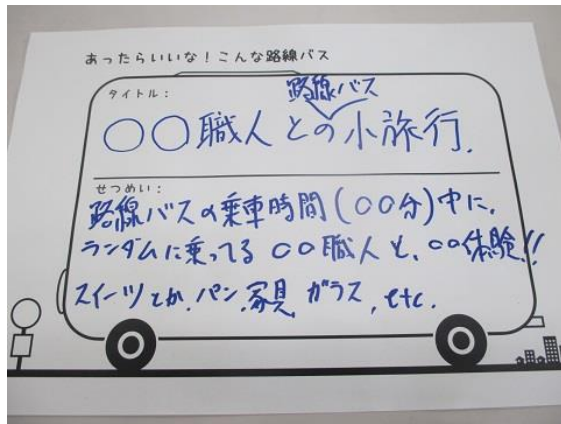 あったらいいな！こんな路線バス
タイトル：
路線バス
○○職人との小旅行.
せつめい：
路線バスの乗車時間(○○分)中に、
ランダムに乗ってる ○○職人と、○○体験!!
スイーツとか、パン、家具、ガラス、etc.